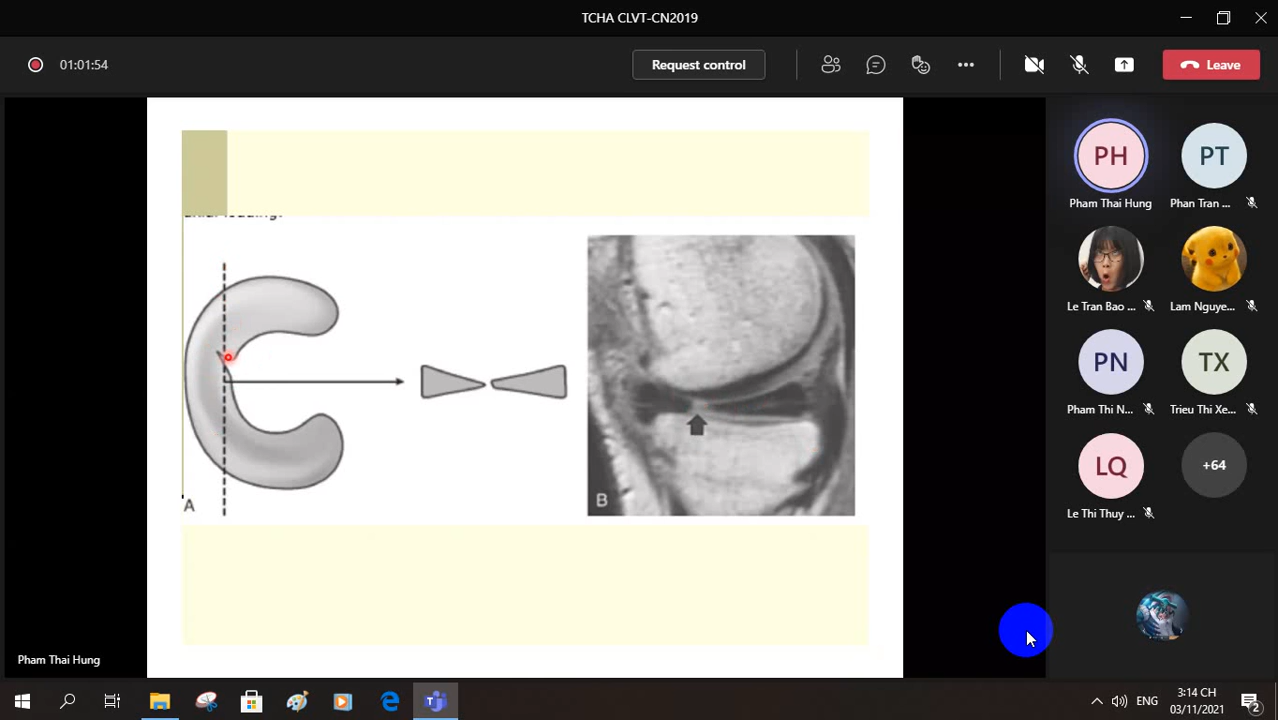 TCHA CLVT-CN2019
01:01:54
Request control
Leave
PH
PT
Pham Thai Hung
Phan Tran ...
Le Tran Bao ...
Lam Nguye...
PN
TX
Pham Thi N...
Trieu Thi Xe...
LQ
+64
Le Thi Thuy ...
A
B
Pham Thai Hung
ENG
3:14 CH
03/11/2021
2